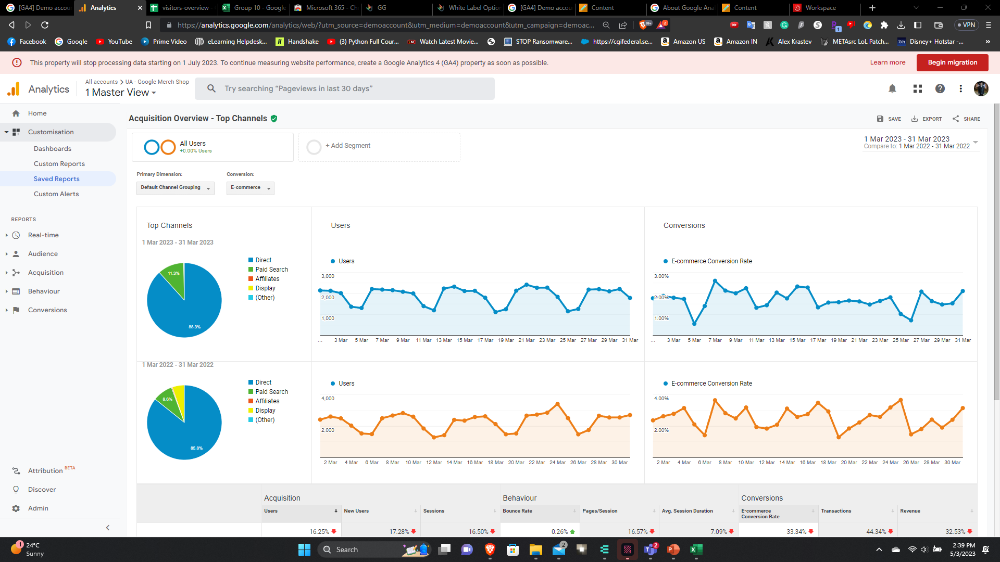 [GA4] Demo accou
Analytics
visitors-overview -
Group 10 - Google
Microsoft 365 - Ch
GG
White Label Optio
[GA4] Demo accou
Content
About Google Ana
Content
Workspace
https://analytics.google.com/analytics/web/?utm_source=demoaccount&utm_medium=demoaccount&utm_campaign=demoac...
VPN
Facebook
Google
YouTube
Prime Video
eLearning Helpdesk...
Handshake
(3) Python Full Cour...
Watch Latest Movie...
STOP Ransomware...
https://cgifederal.se...
Amazon US
Amazon IN
Alex Krastev
METAsrc LoL Patch...
Disney+ Hotstar -...
This property will stop processing data starting on 1 July 2023. To continue measuring website performance, create a Google Analytics 4 (GA4) property as soon as possible.
Learn more
Begin migration
Analytics
All accounts > UA - Google Merch Shop
1 Master View
Try searching “Pageviews in last 30 days”
Home
Customisation
Dashboards
Custom Reports
Saved Reports
Custom Alerts
REPORTS
Real-time
Audience
Acquisition
Behaviour
Conversions
Attribution BETA
Discover
Admin
Acquisition Overview - Top Channels
SAVE
EXPORT
SHARE
All Users
+0.00% Users
+ Add Segment
1 Mar 2023 - 31 Mar 2023
Compare to: 1 Mar 2022 - 31 Mar 2022
Primary Dimension:
Conversion:
Default Channel Grouping
E-commerce
Top Channels
Users
Conversions
1 Mar 2023 - 31 Mar 2023
Direct
Paid Search
Affiliates
Display
(Other)
11.3%
88.3%
Users
3,000
2,000
1,000
... 3 Mar 5 Mar 7 Mar 9 Mar 11 Mar 13 Mar 15 Mar 17 Mar 19 Mar 21 Mar 23 Mar 25 Mar 27 Mar 29 Mar 31 Mar
E-commerce Conversion Rate
3.00%
2.00%
1.00%
... 3 Mar 5 Mar 7 Mar 9 Mar 11 Mar 13 Mar 15 Mar 17 Mar 19 Mar 21 Mar 23 Mar 25 Mar 27 Mar 29 Mar 31 Mar
1 Mar 2022 - 31 Mar 2022
Direct
Paid Search
Affiliates
Display
(Other)
8.6%
85.8%
Users
4,000
2,000
2 Mar 4 Mar 6 Mar 8 Mar 10 Mar 12 Mar 14 Mar 16 Mar 18 Mar 20 Mar 22 Mar 24 Mar 26 Mar 28 Mar 30 Mar
E-commerce Conversion Rate
4.00%
2.00%
2 Mar 4 Mar 6 Mar 8 Mar 10 Mar 12 Mar 14 Mar 16 Mar 18 Mar 20 Mar 22 Mar 24 Mar 26 Mar 28 Mar 30 Mar
Acquisition
Behaviour
Conversions
Users
New Users
Sessions
Bounce Rate
Pages/Session
Avg. Session Duration
E-commerce
Conversion Rate
Transactions
Revenue
16.25%
17.28%
16.50%
0.26%
16.57%
7.09%
33.34%
44.34%
32.53%
1
24°C
Sunny
Search
2
2
2:39 PM
5/3/2023